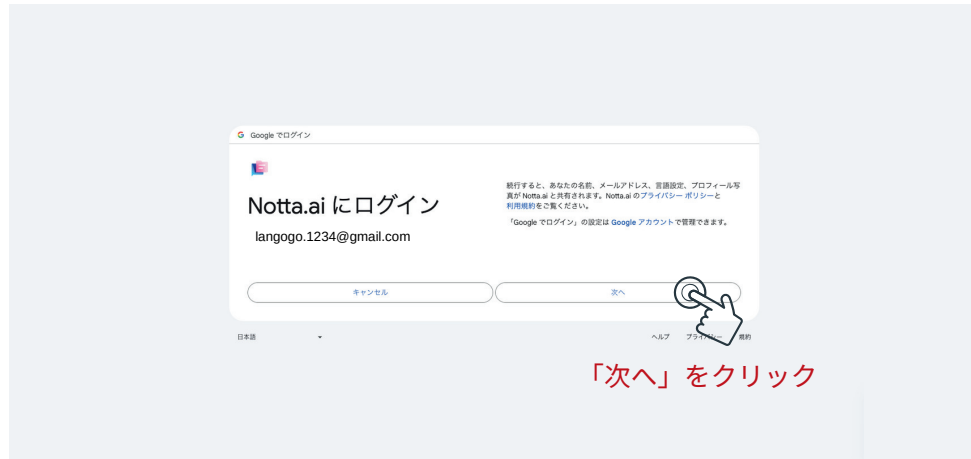 Google でログイン
Notta.ai にログイン
langogo.1234@gmail.com
続行すると、あなたの名前、メールアドレス、言語設定、プロフィール写
真が Notta.ai と共有されます。Notta.ai のプライバシー ポリシーと
利用規約をご覧ください。
「Google でログイン」の設定は Google アカウントで管理できます。
キャンセル
次へ
日本語
ヘルプ
プライバシー
規約
「次へ」をクリック